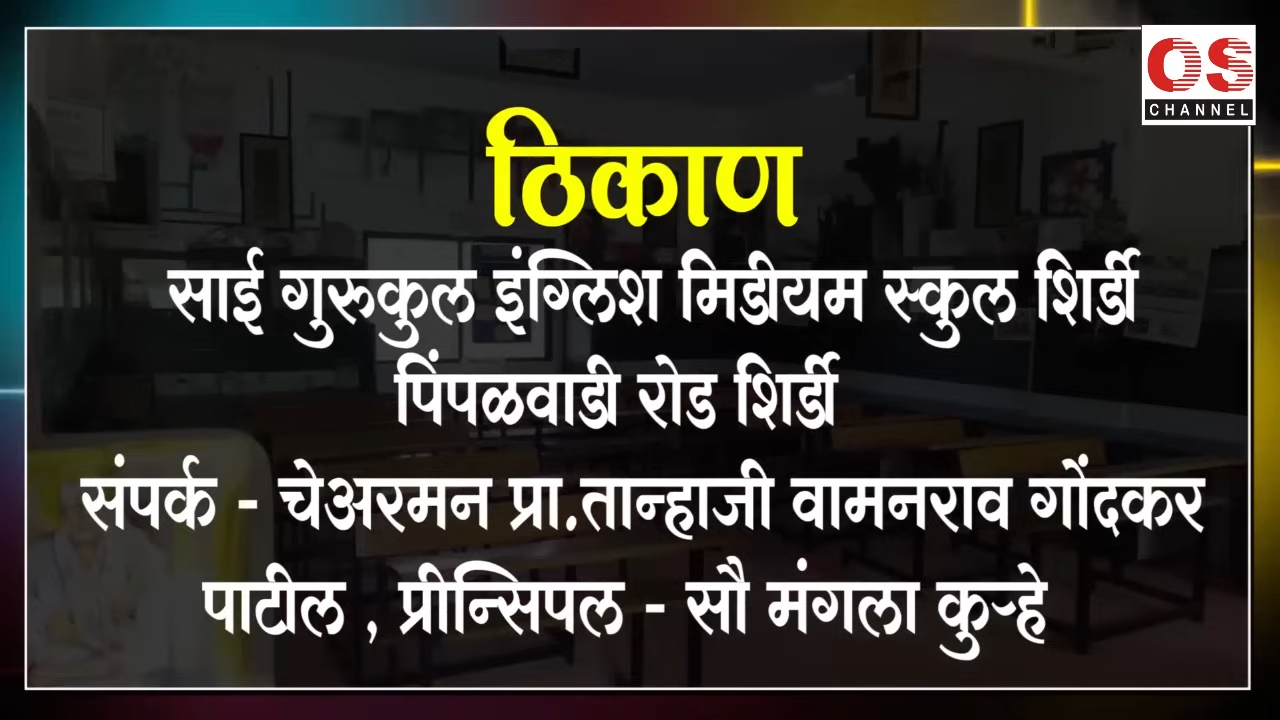 OS
CHANNEL
ठिकाण
साई गुरुकुल इंग्लिश मिडीयम स्कुल शिर्डी
पिंपळवाडी रोड शिर्डी
संपर्क - चेअरमन प्रा.तान्हाजी वामनराव गोंदकर
पाटील , प्रीन्सिपल - सौ मंगला कुऱ्हे